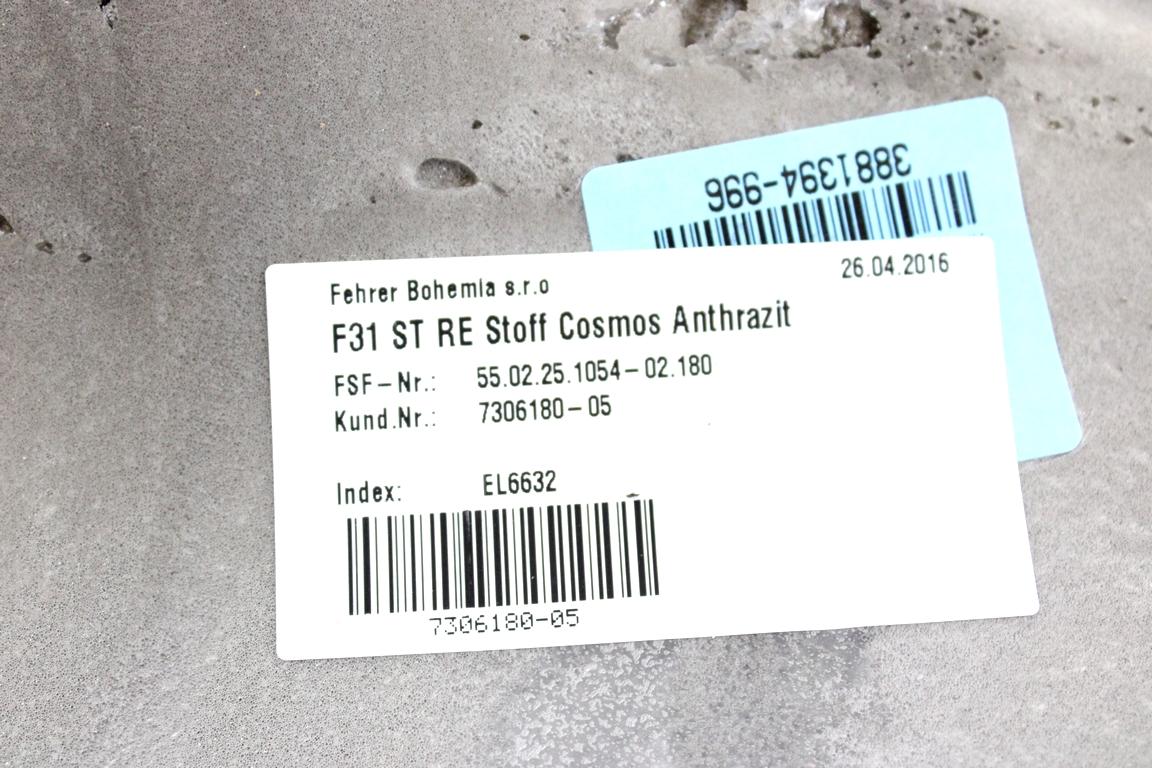 3881394-996
Fehrer Bohemia s.r.o 26.04.2016
F31 ST RE Stoff Cosmos Anthrazit
FSF-Nr.: 55.02.25.1054-02.180
Kund.Nr.: 7306180-05
Index: EL6632
7306180-05